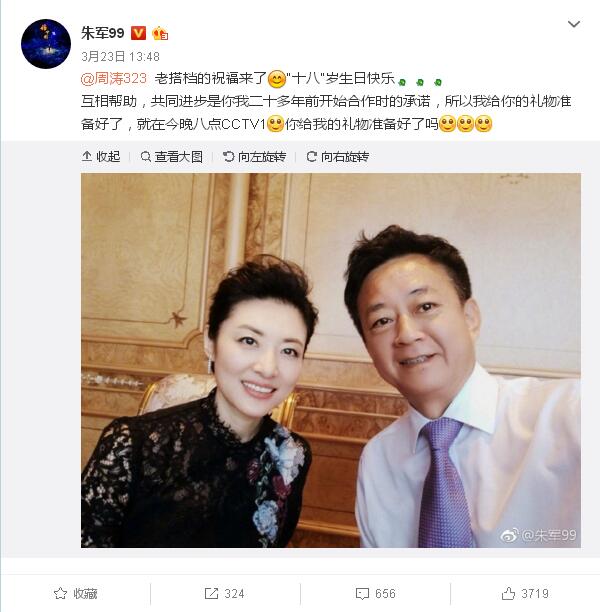 朱军99
3月23日 13:48
@周涛323 老搭档的祝福来了"十八"岁生日快乐
互相帮助，共同进步是你我二十多年前开始合作时的承诺，所以我给你的礼物准
备好了，就在今晚八点CCTV1你给我的礼物准备好了吗
收起 查看大图 向左旋转 向右旋转
@朱军99
收藏 324 656 3719